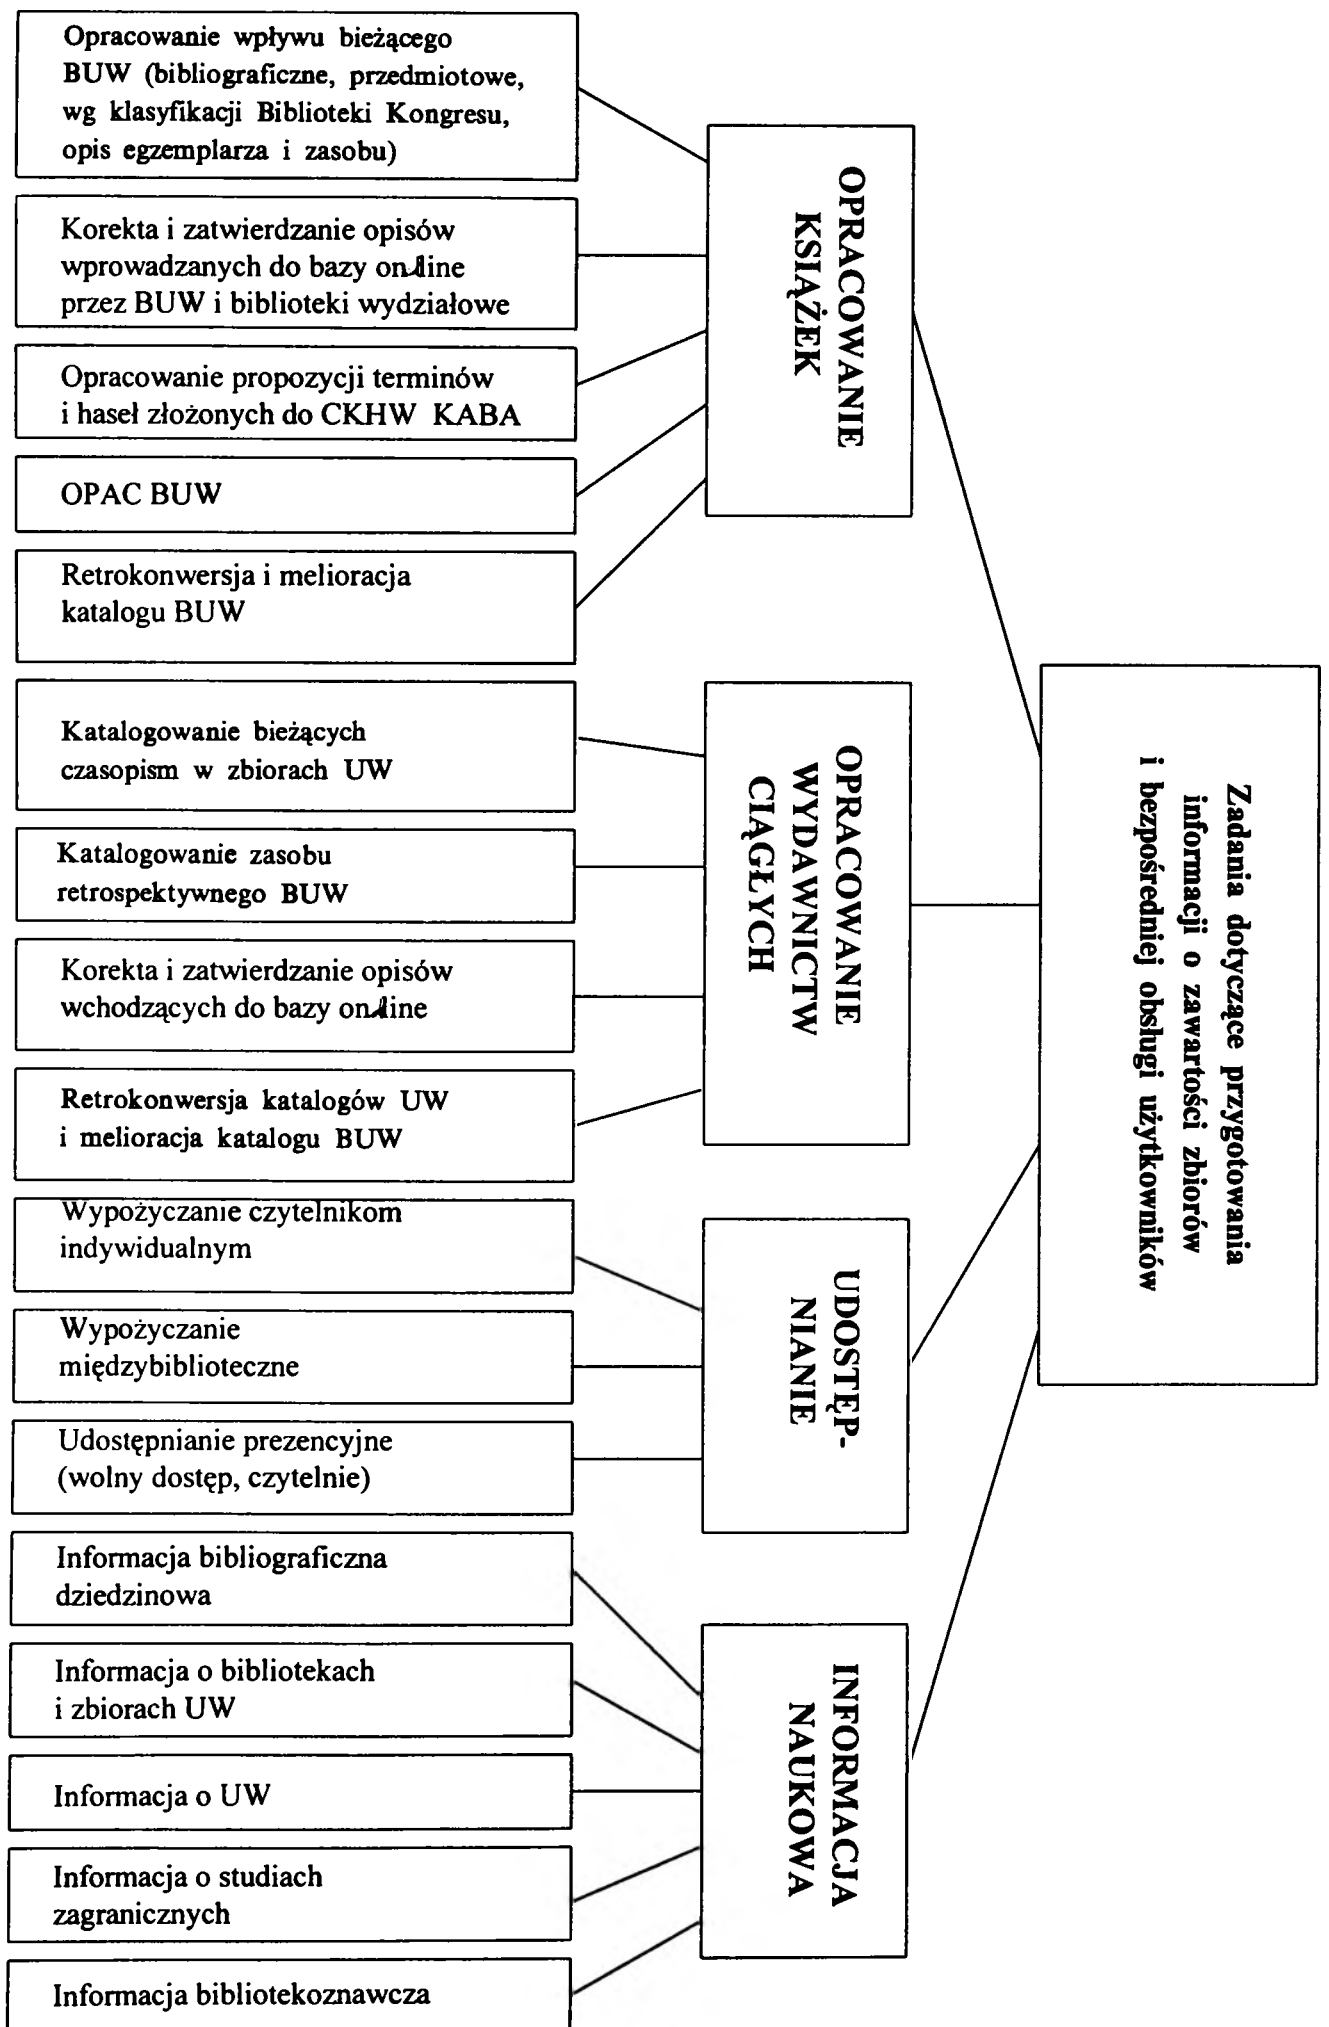 Zadania dotyczące przygotowania
informacji o zawartości zbiorów
i bezpośredniej obsługi użytkowników
OPRACOWANIE
KSIĄŻEK
Opracowanie wpływu bieżącego
BUW (bibliograficzne, przedmiotowe,
wg klasyfikacji Biblioteki Kongresu,
opis egzemplarza i zasobu)
Korekta i zatwierdzanie opisów
wprowadzanych do bazy on-line
przez BUW i biblioteki wydziałowe
Opracowanie propozycji terminów
i haseł złożonych do CKHW KABA
OPAC BUW
Retrokonwersja i melioracja
katalogu BUW
OPRACOWANIE
WYDAWNICTW
CIĄGŁYCH
Katalogowanie bieżących
czasopism w zbiorach UW
Katalogowanie zasobu
retrospektywnego BUW
Korekta i zatwierdzanie opisów
wchodzących do bazy on-line
Retrokonwersja katalogów UW
i melioracja katalogu BUW
UDOSTĘP-
NIANIE
Wypożyczanie czytelnikom
indywidualnym
Wypożyczanie
międzybiblioteczne
Udostępnianie prezencyjne
(wolny dostęp, czytelnie)
INFORMACJA
NAUKOWA
Informacja bibliograficzna
dziedzinowa
Informacja o bibliotekach
i zbiorach UW
Informacja o UW
Informacja o studiach
zagranicznych
Informacja bibliotekoznawcza